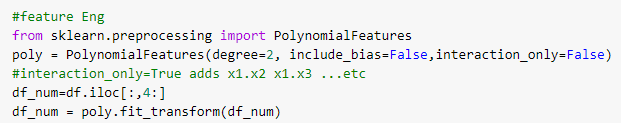 #feature Eng
from sklearn.preprocessing import PolynomialFeatures
poly = PolynomialFeatures(degree=2, include_bias=False,interaction_only=False)
#interaction_only=True adds x1.x2 x1.x3 ...etc
df_num=df.iloc[:,4:]
df_num = poly.fit_transform(df_num)